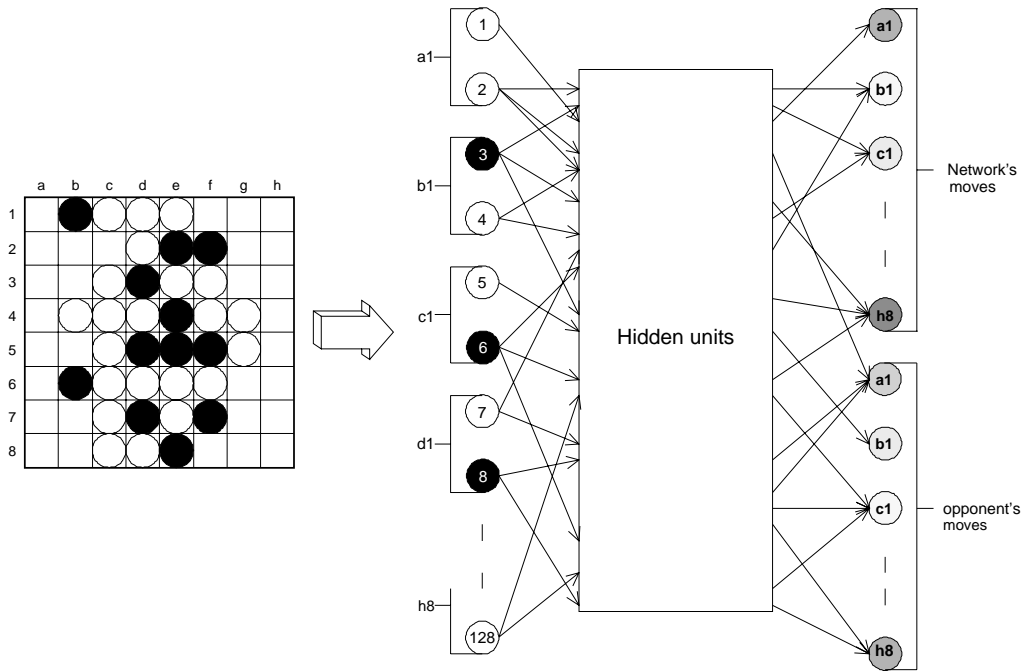 a b c d e f g h
1
2
3
4
5
6
7
8
a1
1
2
b1
3
4
c1
5
6
d1
7
8
h8
128
Hidden units
a1
b1
c1
h8
Network's
moves
a1
b1
c1
h8
opponent's
moves